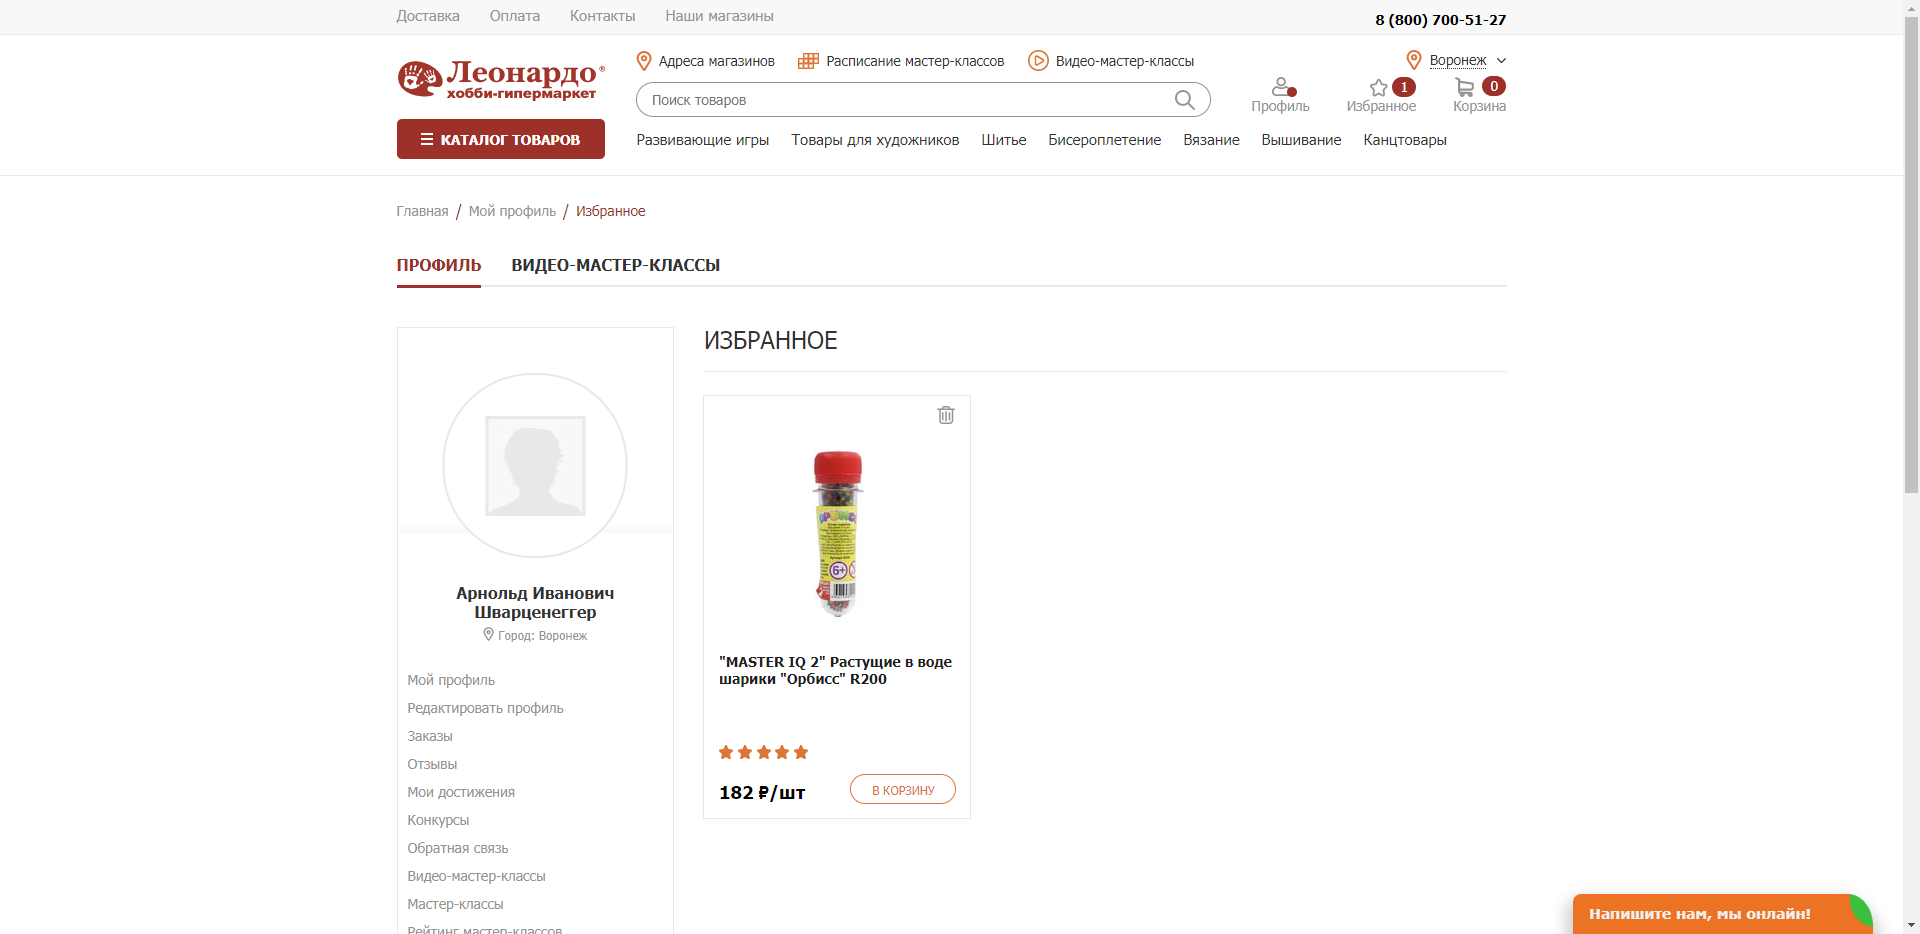 Доставка Оплата Контакты Наши магазины
8 (800) 700-51-27
Леонардо®
хобби-гипермаркет
Адреса магазинов Расписание мастер-классов Видео-мастер-классы
Воронеж
Поиск товаров
1
0
Профиль Избранное Корзина
КАТАЛОГ ТОВАРОВ
Развивающие игры Товары для художников Шитье Бисероплетение Вязание Вышивание Канцтовары
Главная / Мой профиль / Избранное
ПРОФИЛЬ ВИДЕО-МАСТЕР-КЛАССЫ
ИЗБРАННОЕ
6+
Арнольд Иванович
Шварценеггер
Город: Воронеж
Мой профиль
Редактировать профиль
Заказы
Отзывы
Мои достижения
Конкурсы
Обратная связь
Видео-мастер-классы
Мастер-классы
Рейтинг мастер-классов
"MASTER IQ 2" Растущие в воде
шарики "Орбисс" R200
182 ₽/шт
В КОРЗИНУ
Напишите нам, мы онлайн!